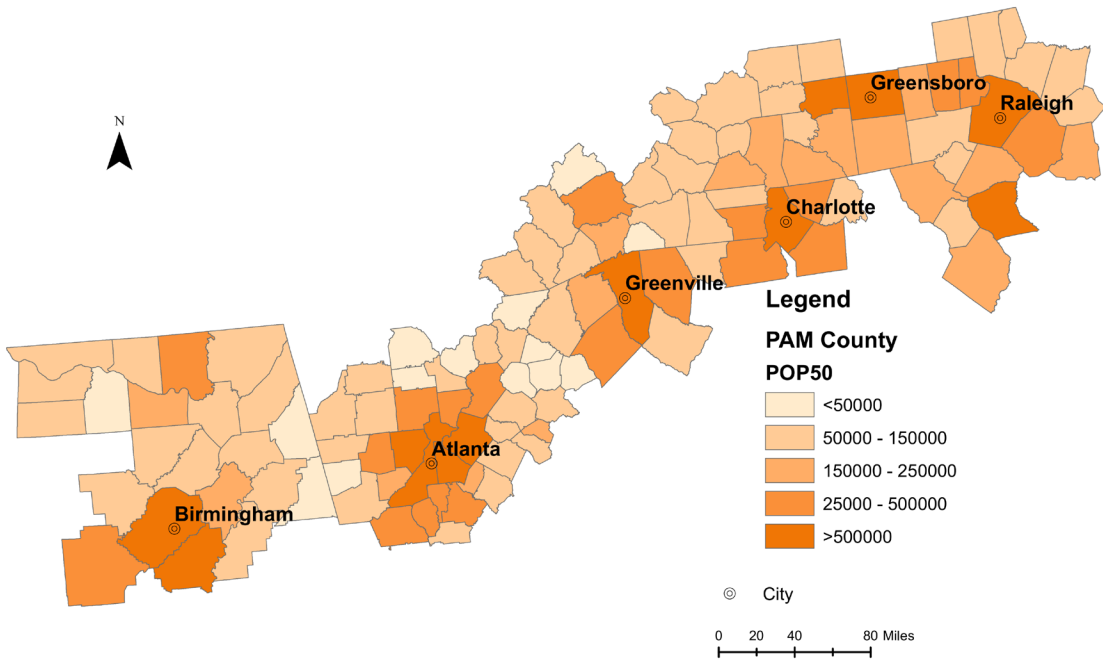 N
Greensboro
Raleigh
Charlotte
Greenville
Atlanta
Birmingham
Legend
PAM County
POP50
<50000
50000 - 150000
150000 - 250000
25000 - 500000
>500000
City
0 20 40 80 Miles